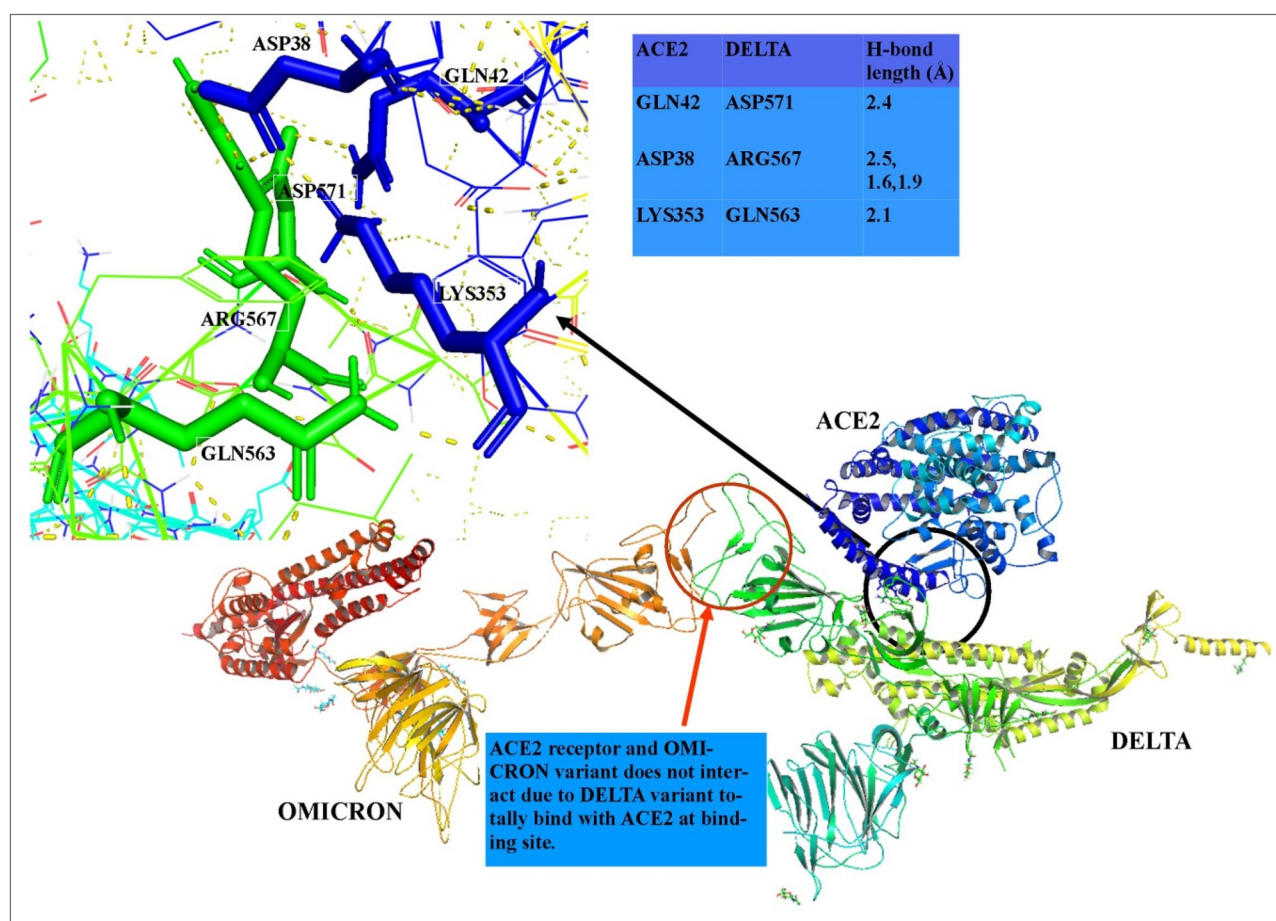 ASP38
GLN42
ASP571
LYS353
ARG567
GLN563
ACE2 DELTA H-bond
length (Å)
GLN42 ASP571 2.4
ASP38 ARG567 2.5,
1.6,1.9
LYS353 GLN563 2.1
ACE2
DELTA
OMICRON
ACE2 receptor and OMI-
CRON variant does not inter-
act due to DELTA variant to-
tally bind with ACE2 at bind-
ing site.